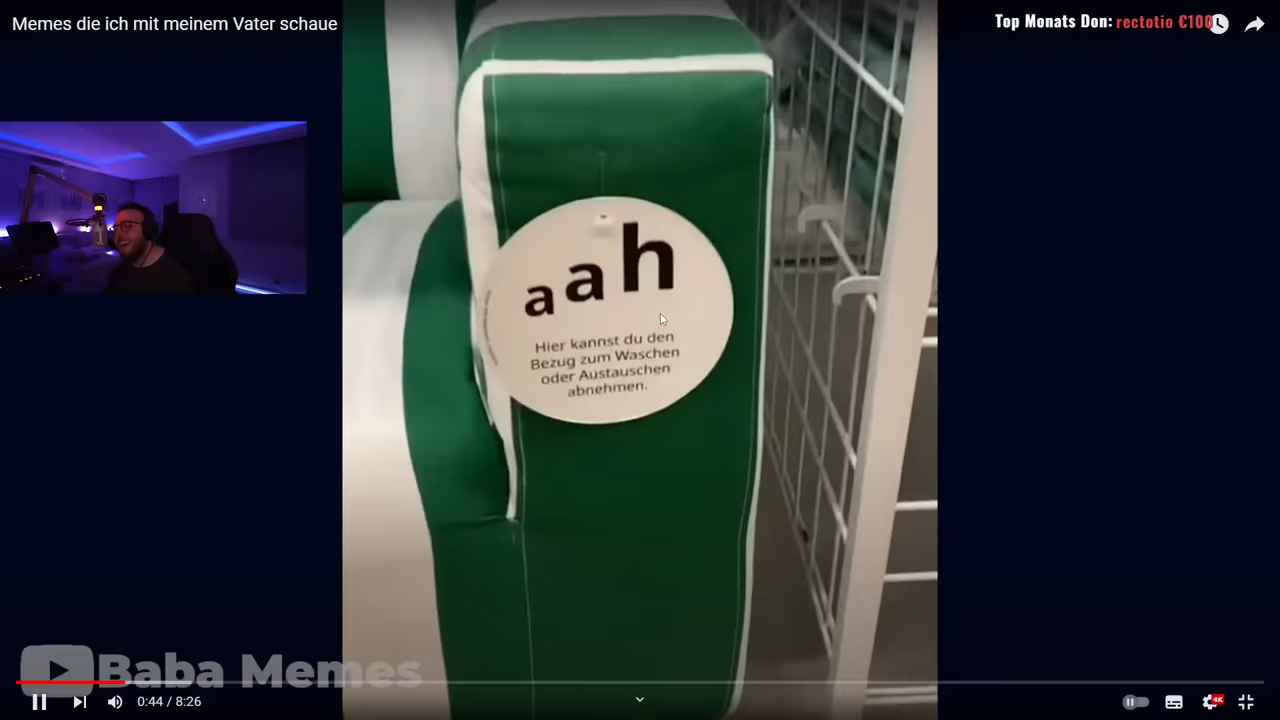 Memes die ich mit meinem Vater schaue
Top Monats Don: rectotio €100
a a h
Hier kannst du den
Bezug zum Waschen
oder Austauschen
abnehmen.
Baba Memes
0:44 / 8:26
4K